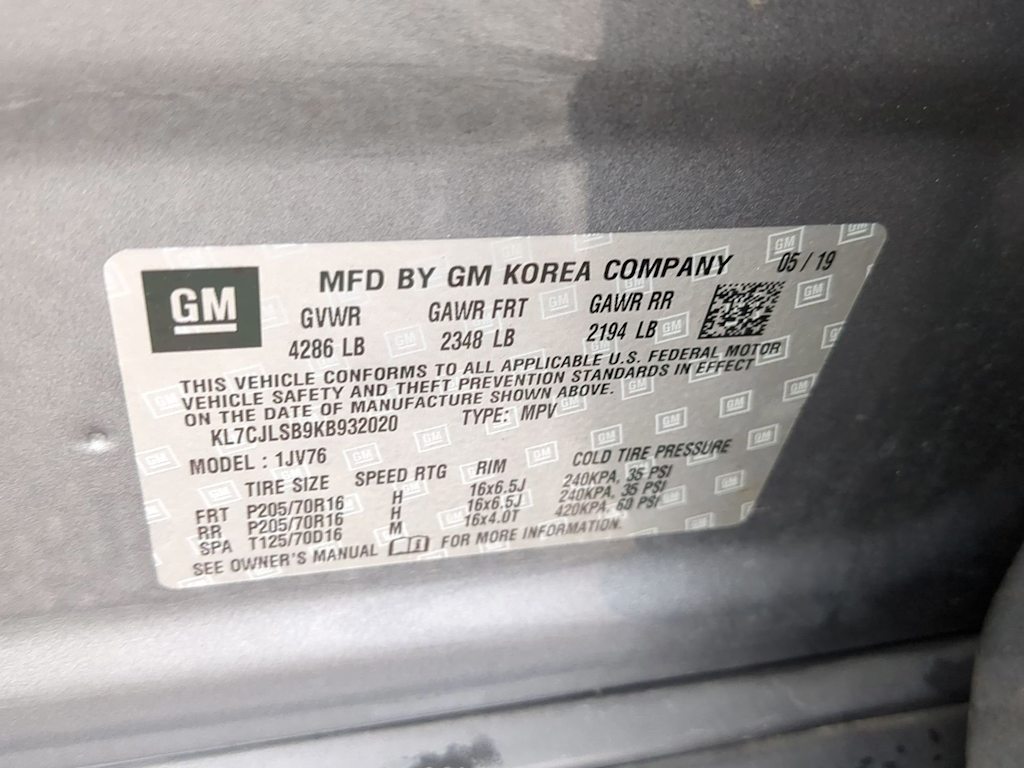 GM
MFD BY GM KOREA COMPANY 05 / 19
GVWR GAWR FRT GAWR RR
4286 LB 2348 LB 2194 LB
THIS VEHICLE CONFORMS TO ALL APPLICABLE U.S. FEDERAL MOTOR
VEHICLE SAFETY AND THEFT PREVENTION STANDARDS IN EFFECT
ON THE DATE OF MANUFACTURE SHOWN ABOVE.
KL7CJLSB9KB932020 TYPE: MPV
MODEL : 1JV76
TIRE SIZE SPEED RTG RIM COLD TIRE PRESSURE
FRT P205/70R16 H 16x6.5J 240KPA, 35 PSI
RR P205/70R16 H 16x6.5J 240KPA, 35 PSI
SPA T125/70D16 M 16x4.0T 420KPA, 60 PSI
SEE OWNER'S MANUAL FOR MORE INFORMATION.